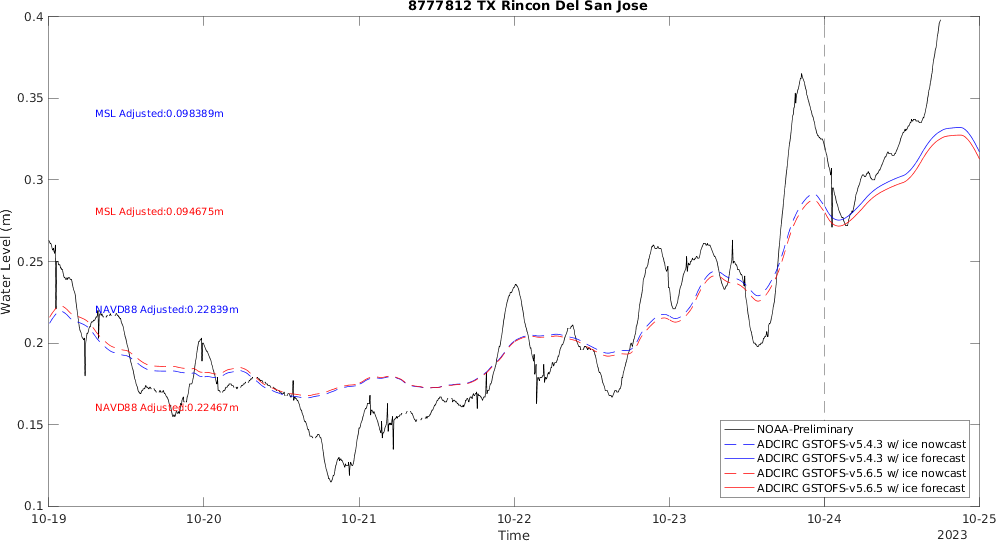 8777812 TX Rincon Del San Jose
0.4
0.35
0.3
0.25
0.2
0.15
0.1
Water Level (m)
MSL Adjusted:0.098389m
MSL Adjusted:0.094675m
NAVD88 Adjusted:0.22839m
NAVD88 Adjusted:0.22467m
NOAA-Preliminary
ADCIRC GSTOFS-v5.4.3 w/ ice nowcast
ADCIRC GSTOFS-v5.4.3 w/ ice forecast
ADCIRC GSTOFS-v5.6.5 w/ ice nowcast
ADCIRC GSTOFS-v5.6.5 w/ ice forecast
10-19 10-20 10-21 10-22 10-23 10-24 10-25
Time
2023